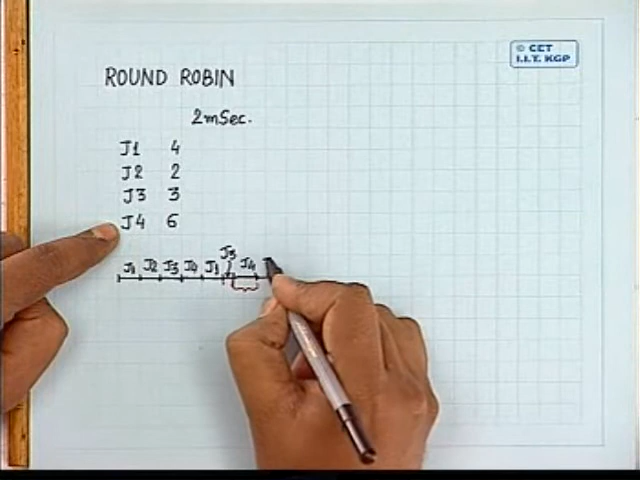 © CET
I.I.T. KGP
ROUND ROBIN
2mSec.
J1 4
J2 2
J3 3
J4 6
J3
J1 J2 J3 J4 J1 J4